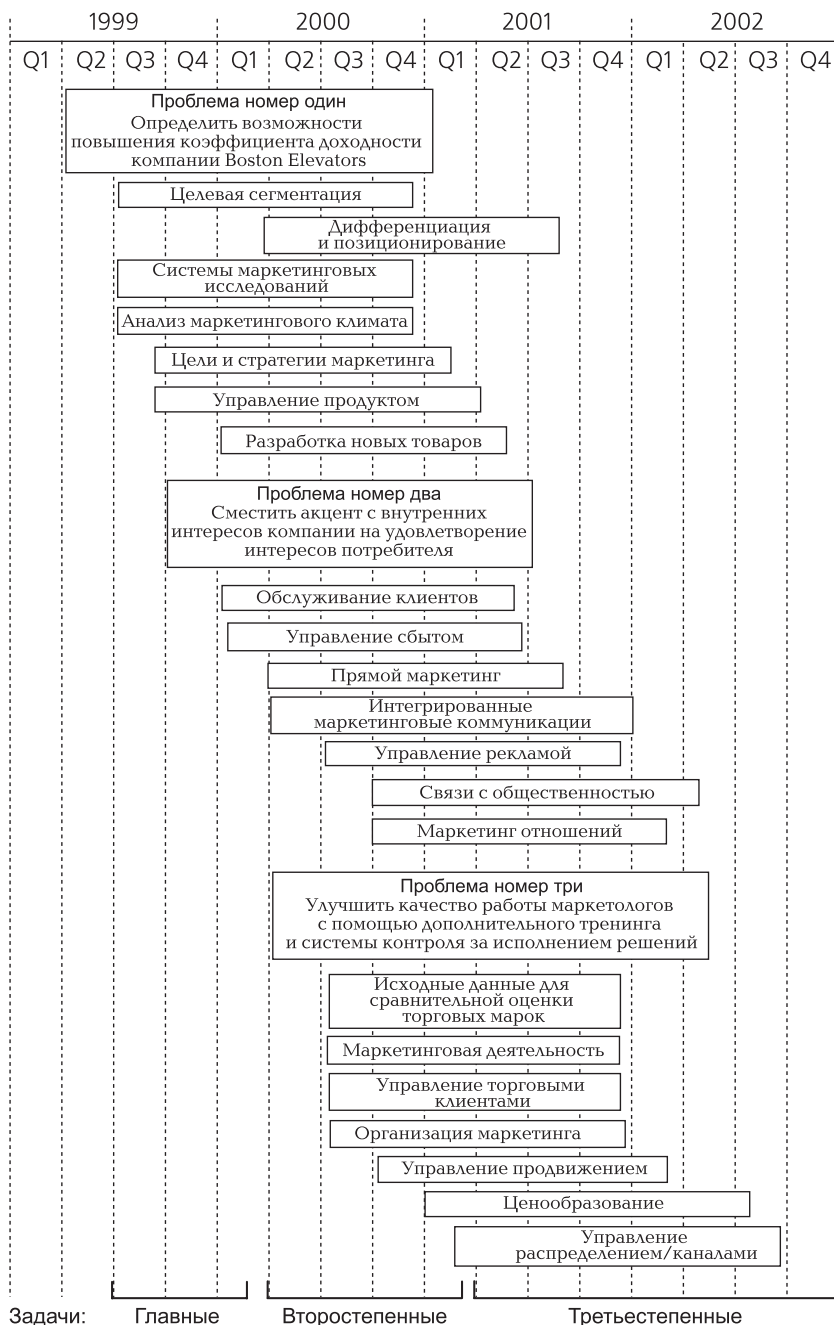 1999 2000 2001 2002
Q1 Q2 Q3 Q4 Q1 Q2 Q3 Q4 Q1 Q2 Q3 Q4 Q1 Q2 Q3 Q4
Проблема номер один
Определить возможности
повышения коэффициента доходности
компании Boston Elevators
Целевая сегментация
Дифференциация
и позиционирование
Системы маркетинговых
исследований
Анализ маркетингового климата
Цели и стратегии маркетинга
Управление продуктом
Разработка новых товаров
Проблема номер два
Сместить акцент с внутренних
интересов компании на удовлетворение
интересов потребителя
Обслуживание клиентов
Управление сбытом
Прямой маркетинг
Интегрированные
маркетинговые коммуникации
Управление рекламой
Связи с общественностью
Маркетинг отношений
Проблема номер три
Улучшить качество работы маркетологов
с помощью дополнительного тренинга
и системы контроля за исполнением решений
Исходные данные для
сравнительной оценки
торговых марок
Маркетинговая деятельность
Управление торговыми
клиентами
Организация маркетинга
Управление продвижением
Ценообразование
Управление
распределением/каналами
Задачи: Главные Второстепенные Третьестепенные